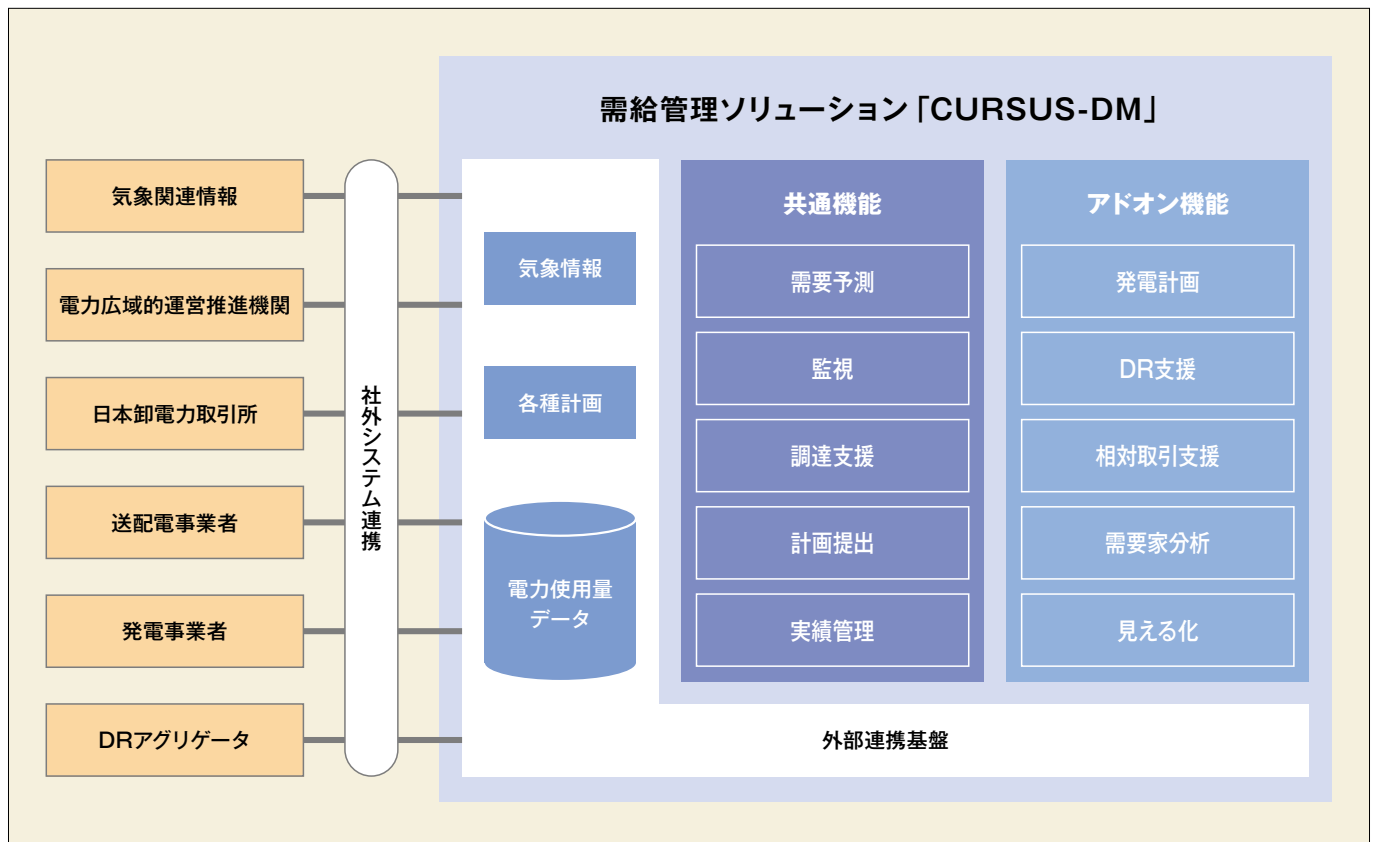 需給管理ソリューション「CURSUS-DM」
気象関連情報
電力広域的運営推進機関
日本卸電力取引所
送配電事業者
発電事業者
DRアグリゲータ
社外システム連携
気象情報
各種計画
電力使用量
データ
共通機能
需要予測
監視
調達支援
計画提出
実績管理
アドオン機能
発電計画
DR支援
相対取引支援
需要家分析
見える化
外部連携基盤